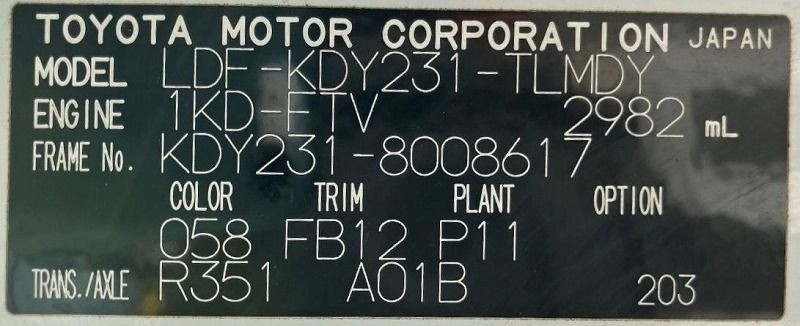 TOYOTA MOTOR CORPORATION JAPAN
MODEL LDF-KDY231-TLMDY
ENGINE 1KD-FTV 2982 mL
FRAME No. KDY231-8008617
COLOR TRIM PLANT OPTION
058 FB12 P11
TRANS./AXLE R351 A01B 203